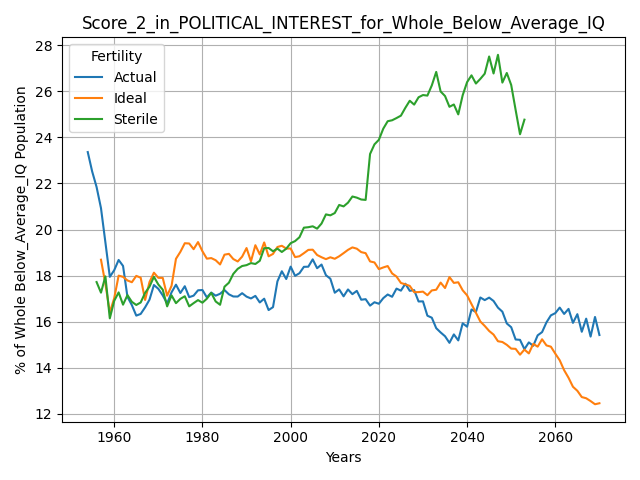 Score_2_in_POLITICAL_INTEREST_for_Whole_Below_Average_IQ
% of Whole Below_Average_IQ Population
28
26
24
22
20
18
16
14
12
Fertility
Actual
Ideal
Sterile
1960
1980
2000
2020
2040
2060
Years